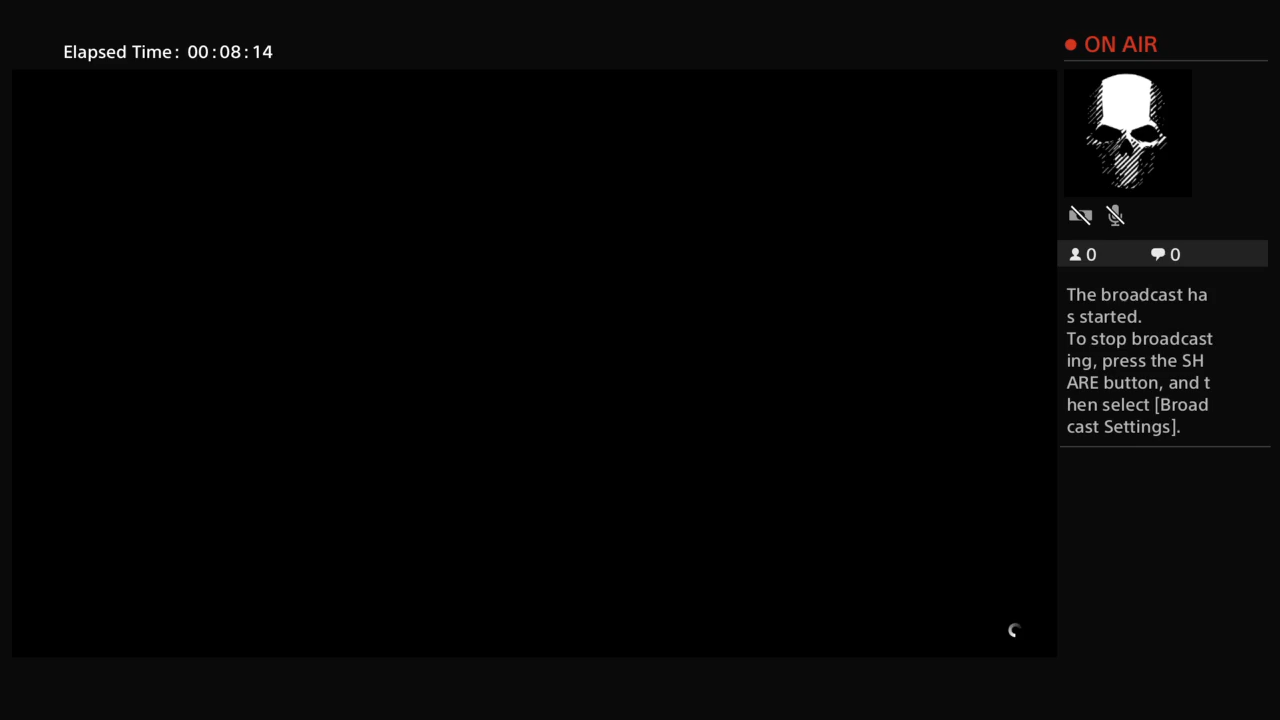 Elapsed Time: 00:08:14
ON AIR
0 0
The broadcast ha
s started.
To stop broadcast
ing, press the SH
ARE button, and t
hen select [Broad
cast Settings].